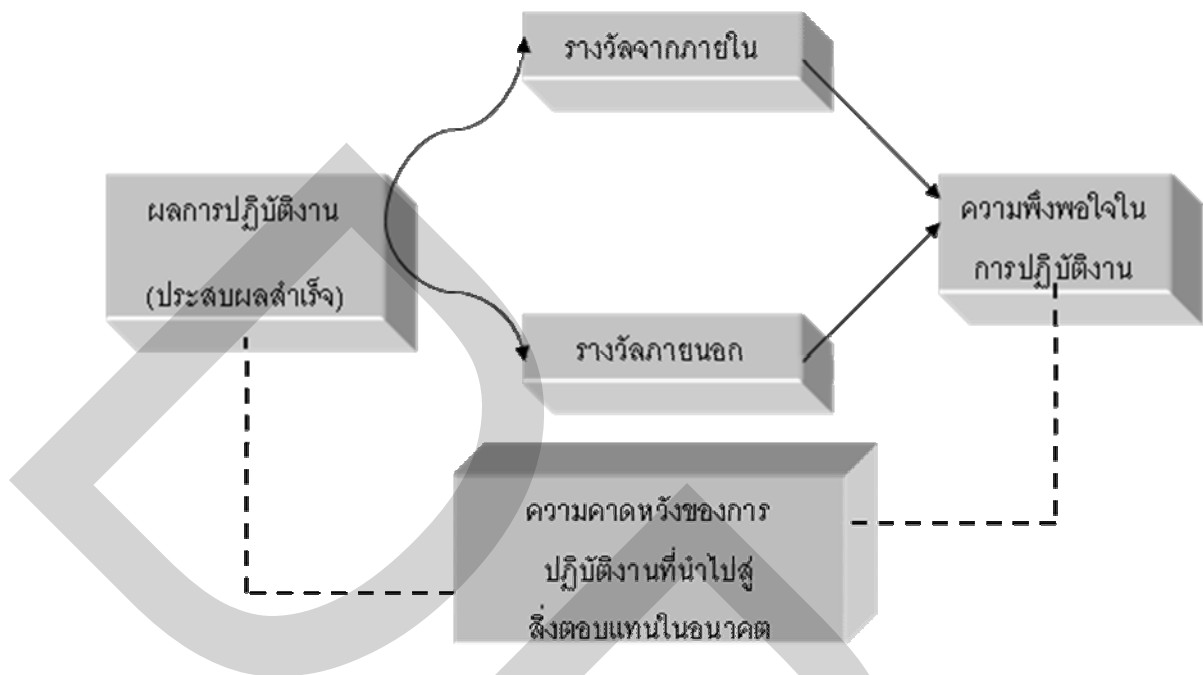 รางวัลจากภายใน
ผลการปฏิบัติงาน
(ประสบผลสำเร็จ)
ความพึงพอใจใน
การปฏิบัติงาน
รางวัลภายนอก
ความคาดหวังของการ
ปฏิบัติงานที่นำไปสู่
สิ่งตอบแทนในอนาคต